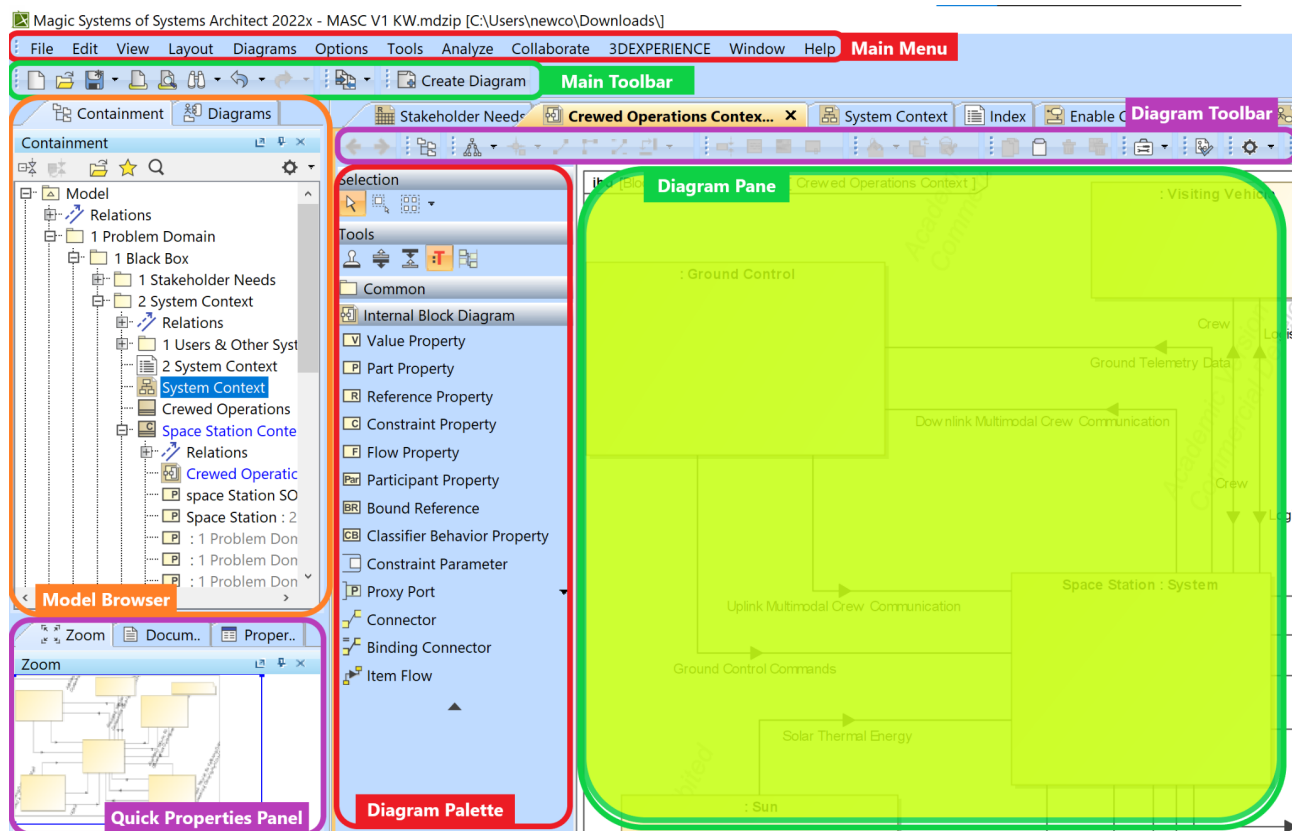 Magic Systems of Systems Architect 2022x - MASC V1 KW.mdzip [C:\Users\newco\Downloads\]
File Edit View Layout Diagrams Options Tools Analyze Collaborate 3DEXPERIENCE Window Help Main Menu
Create Diagram Main Toolbar
Containment Diagrams
Stakeholder Needs Crewed Operations Contex... System Context Index Enable Diagram Toolbar
Containment
Model
Relations
1 Problem Domain
1 Black Box
1 Stakeholder Needs
2 System Context
Relations
1 Users & Other Syst
2 System Context
System Context
Crewed Operations
Space Station Conte
Relations
Crewed Operatic
space Station SO
Space Station : 2
: 1 Problem Don
: 1 Problem Don
: 1 Problem Don
Model Browser
Zoom Docum.. Proper..
Zoom
Quick Properties Panel
Selection
Tools
Common
Internal Block Diagram
V Value Property
P Part Property
R Reference Property
C Constraint Property
F Flow Property
Par Participant Property
BR Bound Reference
CB Classifier Behavior Property
Constraint Parameter
P Proxy Port
Connector
Binding Connector
Item Flow
Diagram Palette
Diagram Pane
Crewed Operations Context ]
: Visiting Vehicle
: Ground Control
Crew
Ground Telemetry Data
Downlink Multimodal Crew Communication
Crew
Space Station : System
Uplink Multimodal Crew Communication
Ground Control Commands
Solar Thermal Energy
: Sun
Academic Version